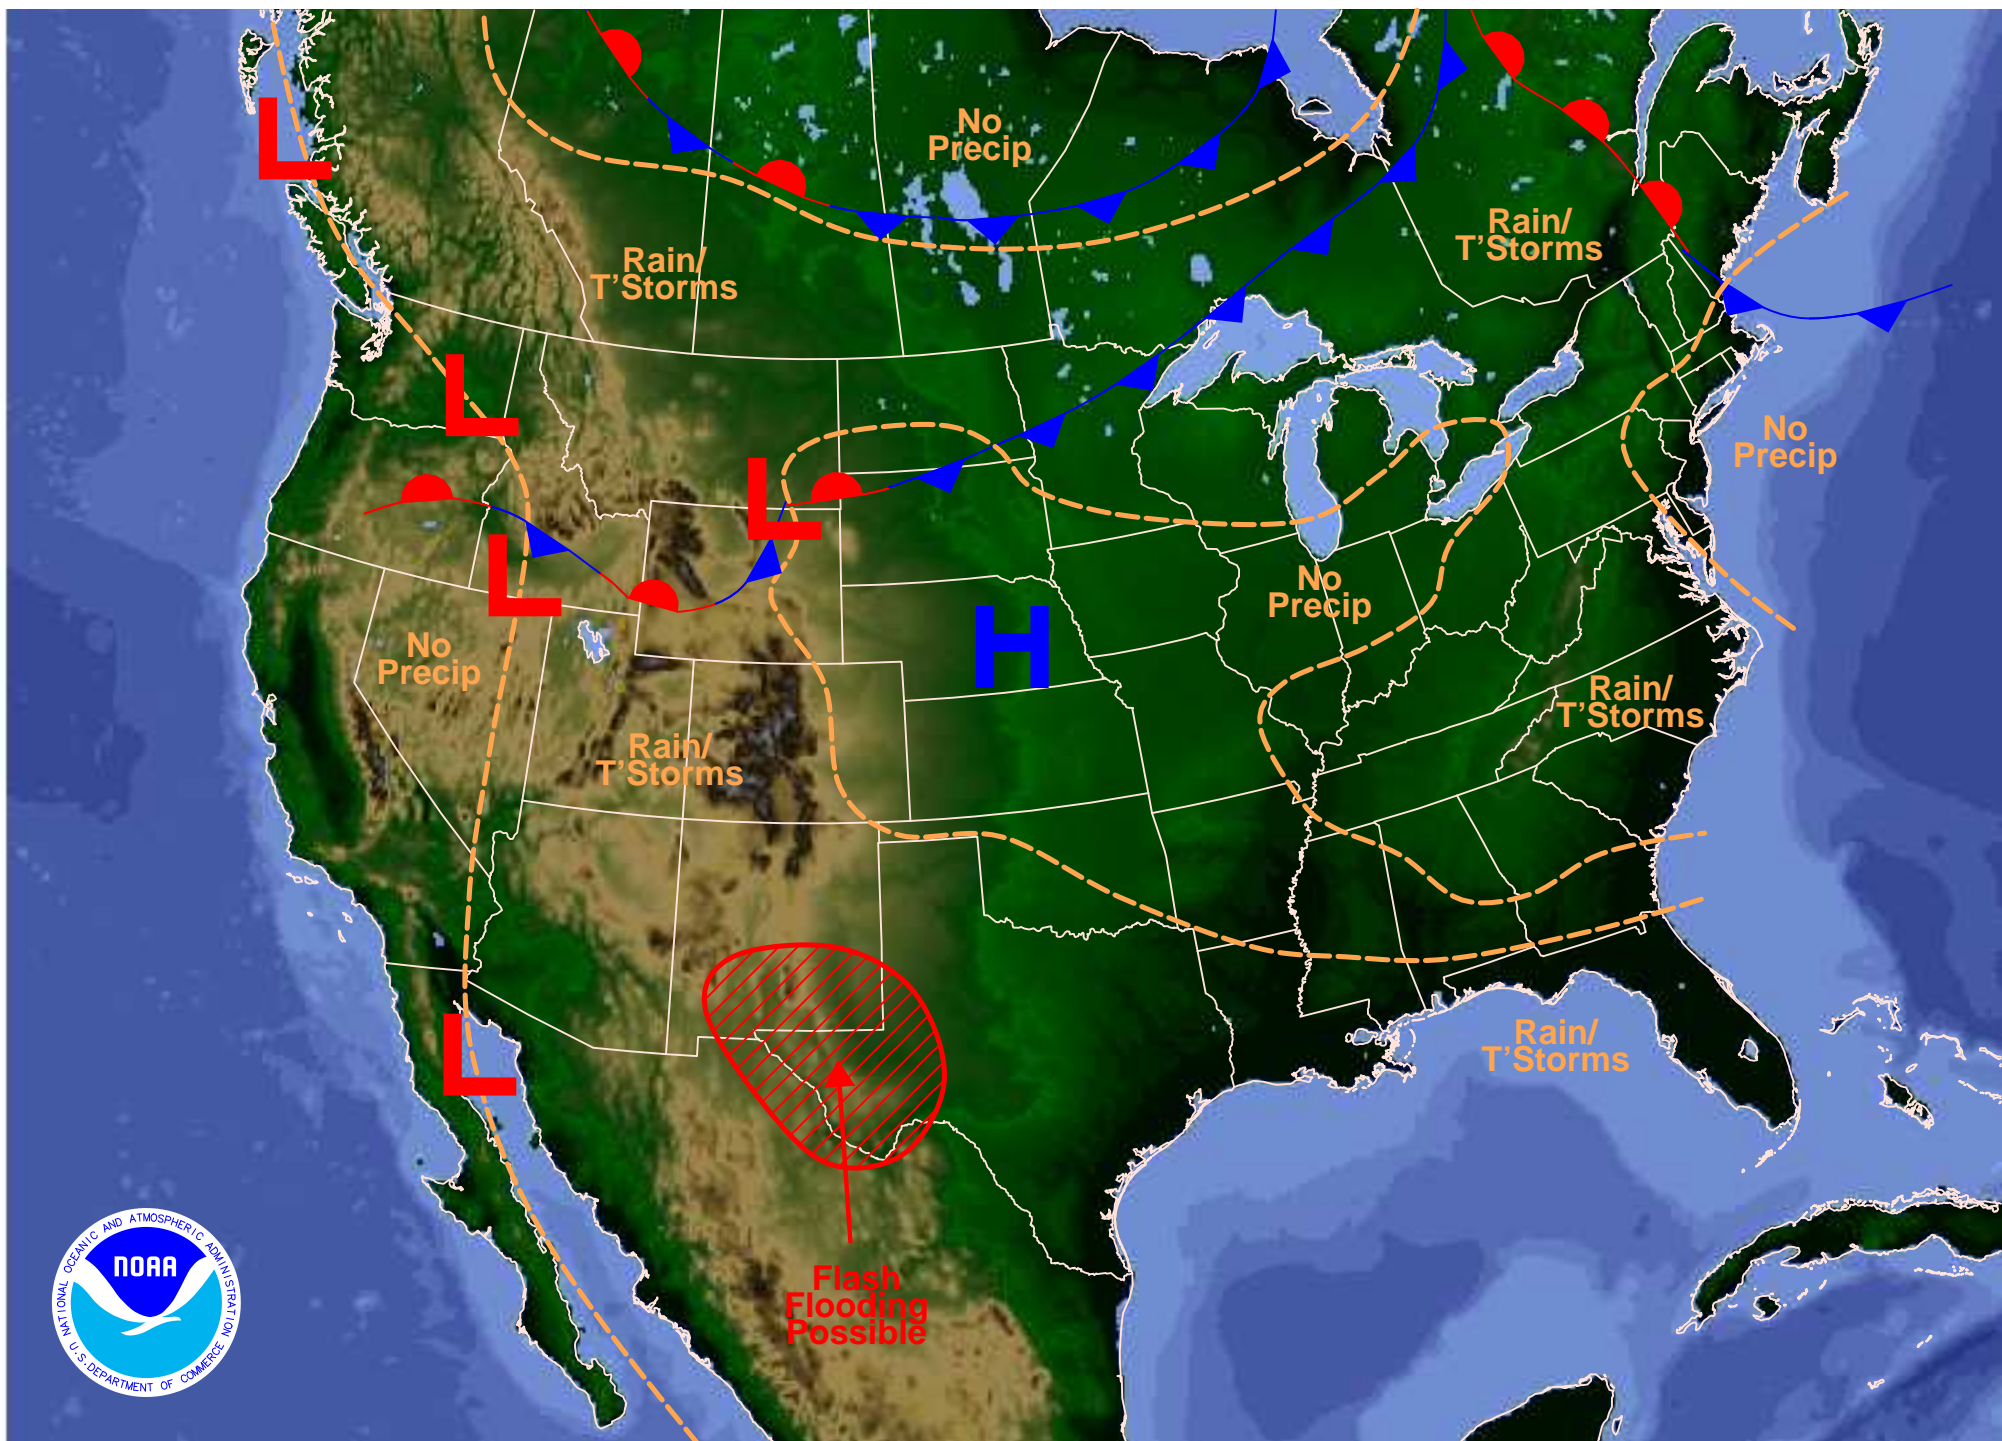 No
Precip
Rain/
T'Storms
Rain/
T'Storms
No
Precip
No
Precip
No
Precip
Rain/
T'Storms
Rain/
T'Storms
Rain/
T'Storms
L
L
L
L
L
H
Flash
Flooding
Possible
NATIONAL OCEANIC AND ATMOSPHERIC ADMINISTRATION
NOAA
U.S. DEPARTMENT OF COMMERCE